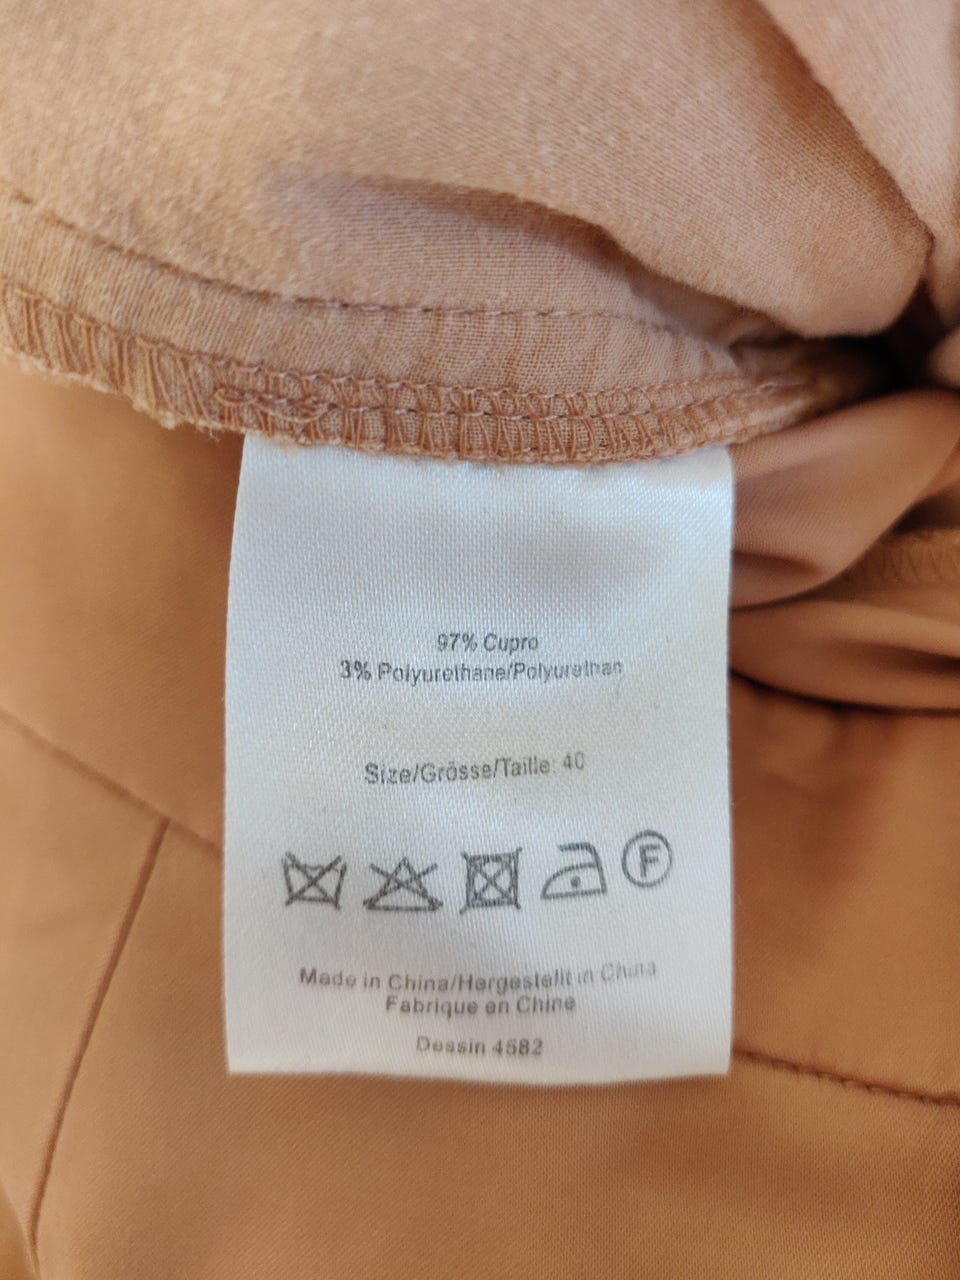 97% Cupro
3% Polyurethane/Polyurethan
Size/Grösse/Taille: 40
F
Made in China/Hergestellt in China
Fabrique en Chine
Dessin 4582